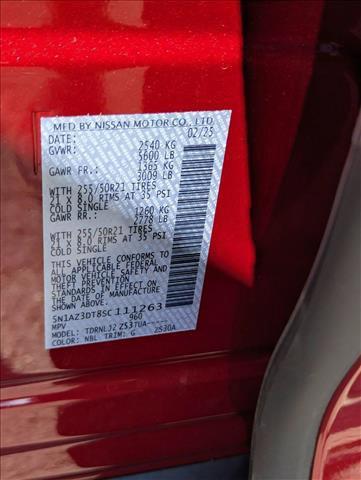 MFD BY NISSAN MOTOR CO., LTD
DATE: 02/25
GVWR: 2540 KG
5600 LB
GAWR FR.: 1365 KG
3009 LB
WITH 255/50R21 TIRES
21 X 8.0 RIMS AT 35 PSI
COLD SINGLE
GAWR RR.: 1260 KG
2778 LB
WITH 255/50R21 TIRES
21 X 8.0 RIMS AT 35 PSI
COLD SINGLE
THIS VEHICLE CONFORMS TO
ALL APPLICABLE FEDERAL
MOTOR VEHICLE SAFETY AND
THEFT PREVENTION
STANDARDS IN EFFECT ON
THE DATE OF MANUFACTURE
SHOWN ABOVE.
5N1AZ3DT8SC111263
MPV 960
MODEL: TDRNLJ2 Z537UA-----
COLOR: NBL TRIM: G Z530A